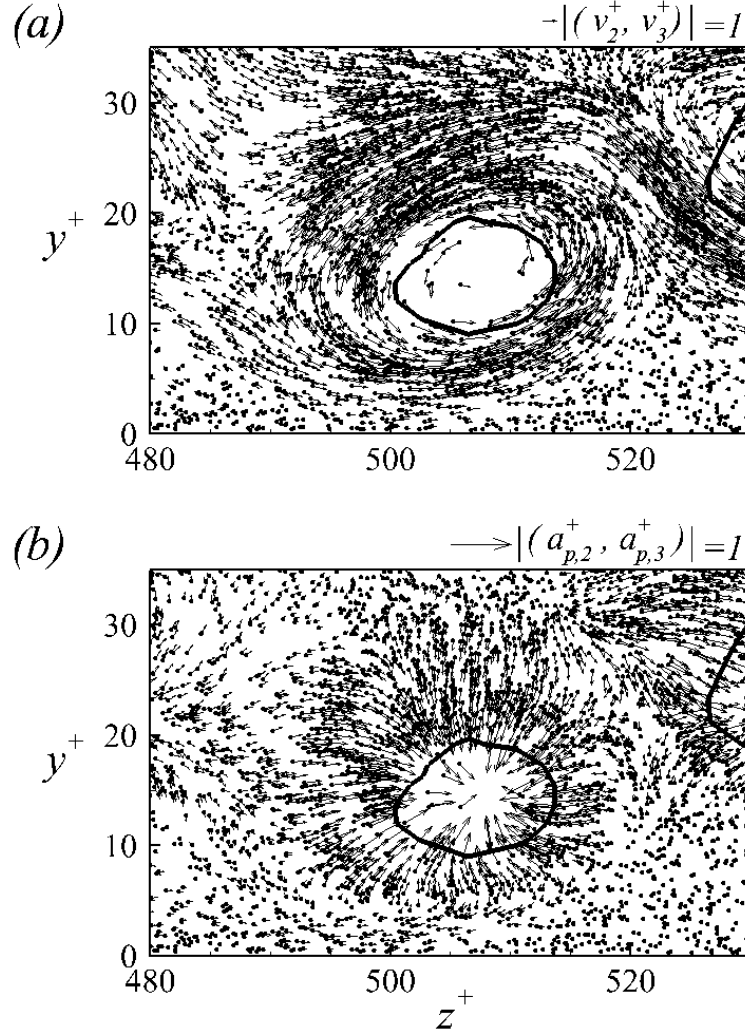 (a) |(v₂⁺, v₃⁺)| = 1
30
20
y⁺
10
0
480 500 520
(b) |(a⁺p,2, a⁺p,3)| = 1
30
20
y⁺
10
0
480 500 520
z⁺